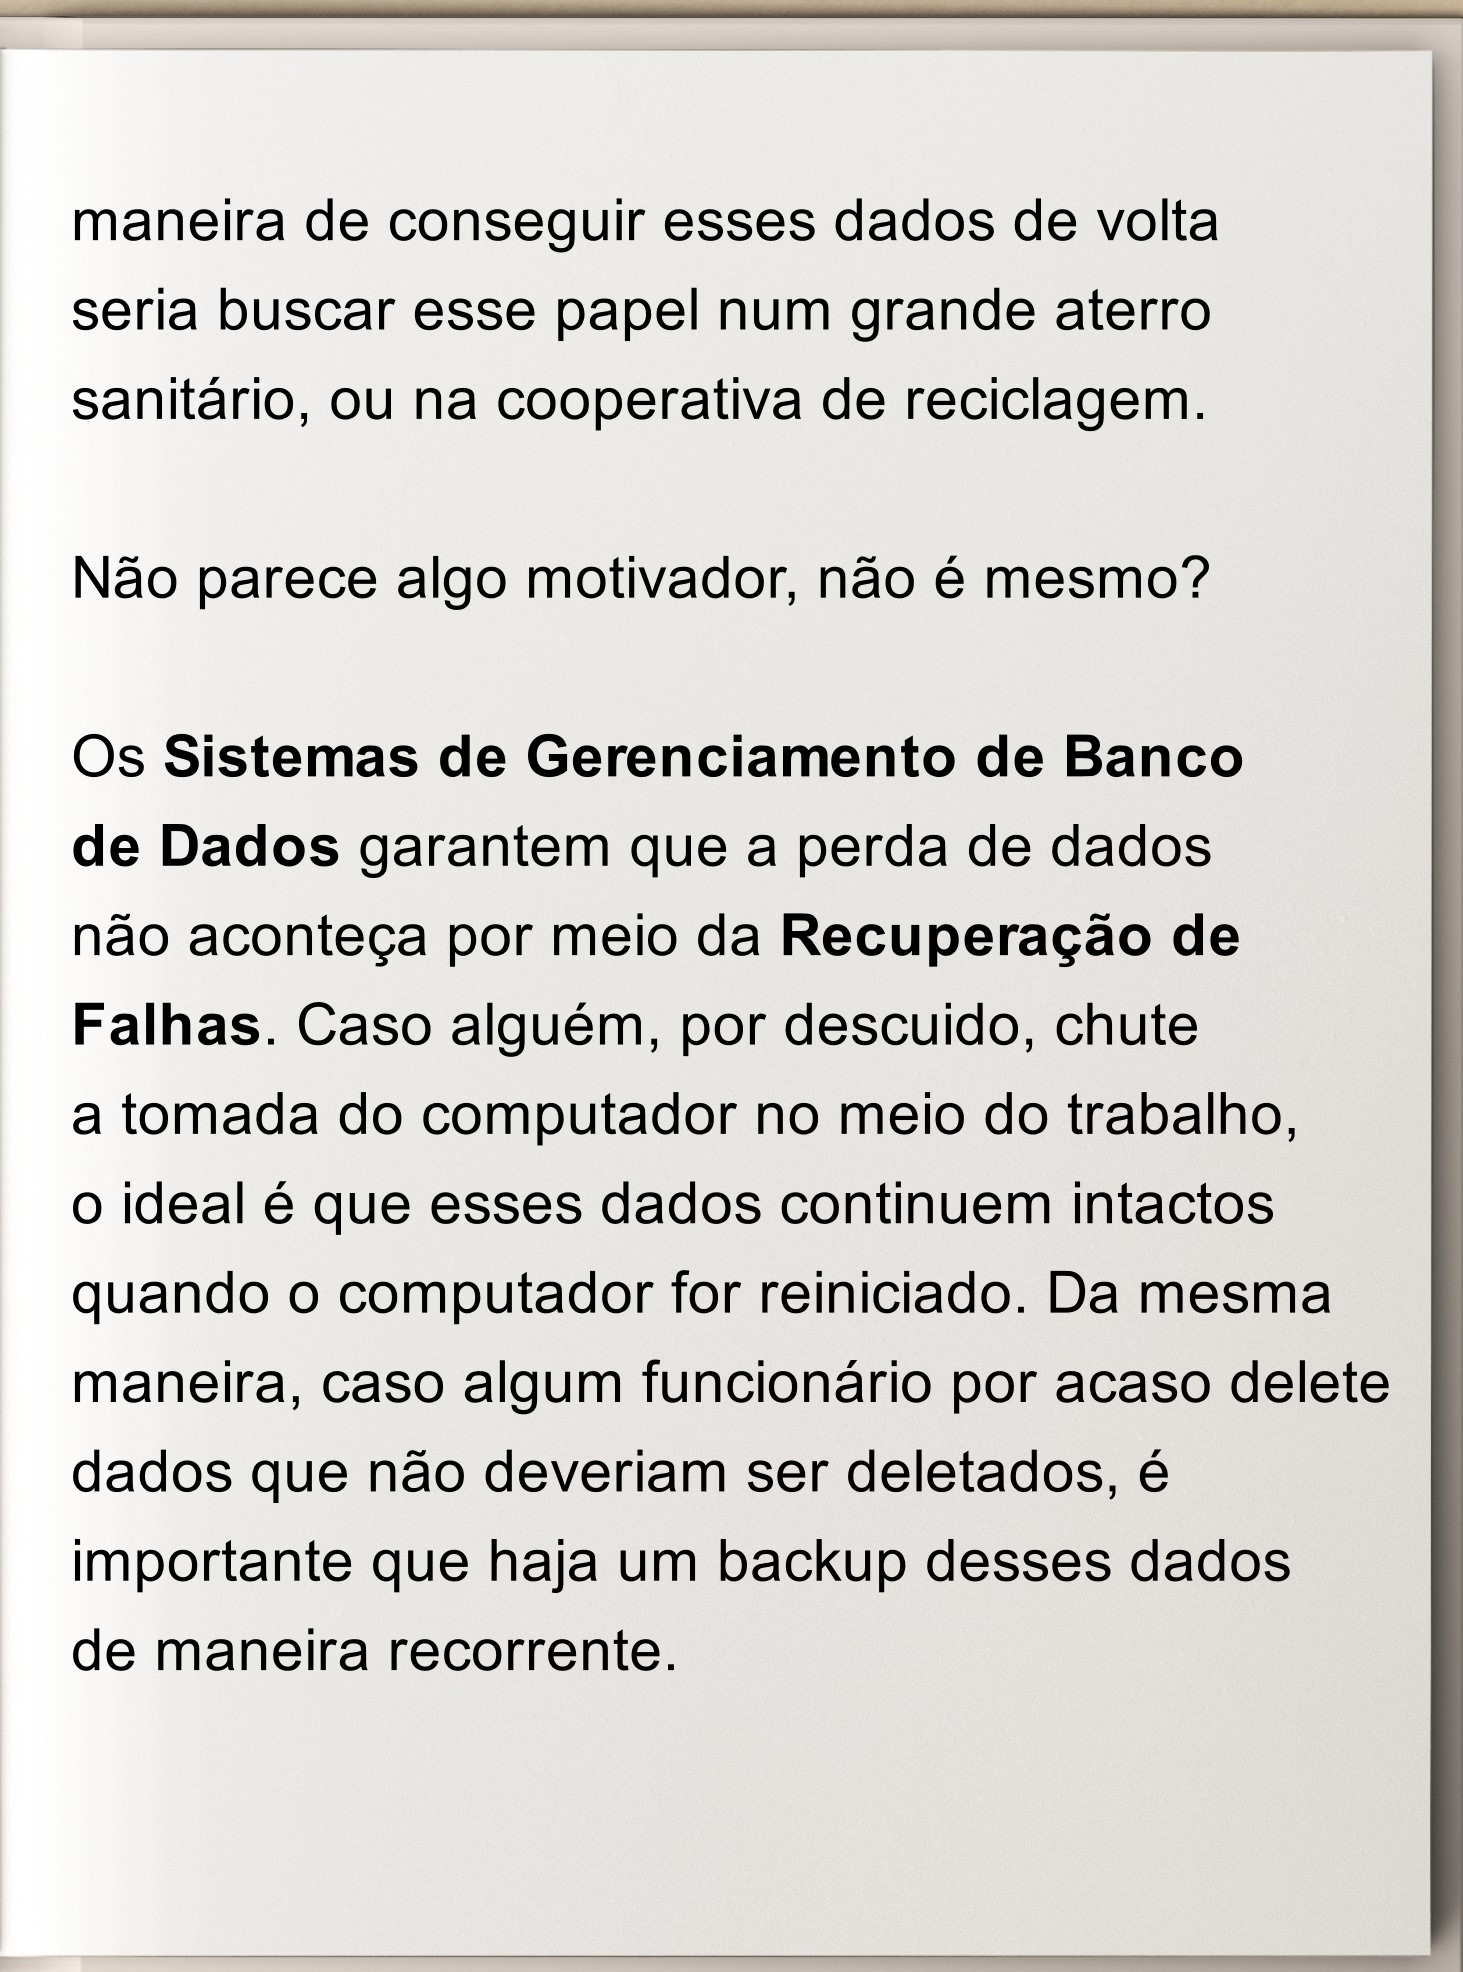 maneira de conseguir esses dados de volta
seria buscar esse papel num grande aterro
sanitário, ou na cooperativa de reciclagem.
Não parece algo motivador, não é mesmo?
Os Sistemas de Gerenciamento de Banco
de Dados garantem que a perda de dados
não aconteça por meio da Recuperação de
Falhas. Caso alguém, por descuido, chute
a tomada do computador no meio do trabalho,
o ideal é que esses dados continuem intactos
quando o computador for reiniciado. Da mesma
maneira, caso algum funcionário por acaso delete
dados que não deveriam ser deletados, é
importante que haja um backup desses dados
de maneira recorrente.